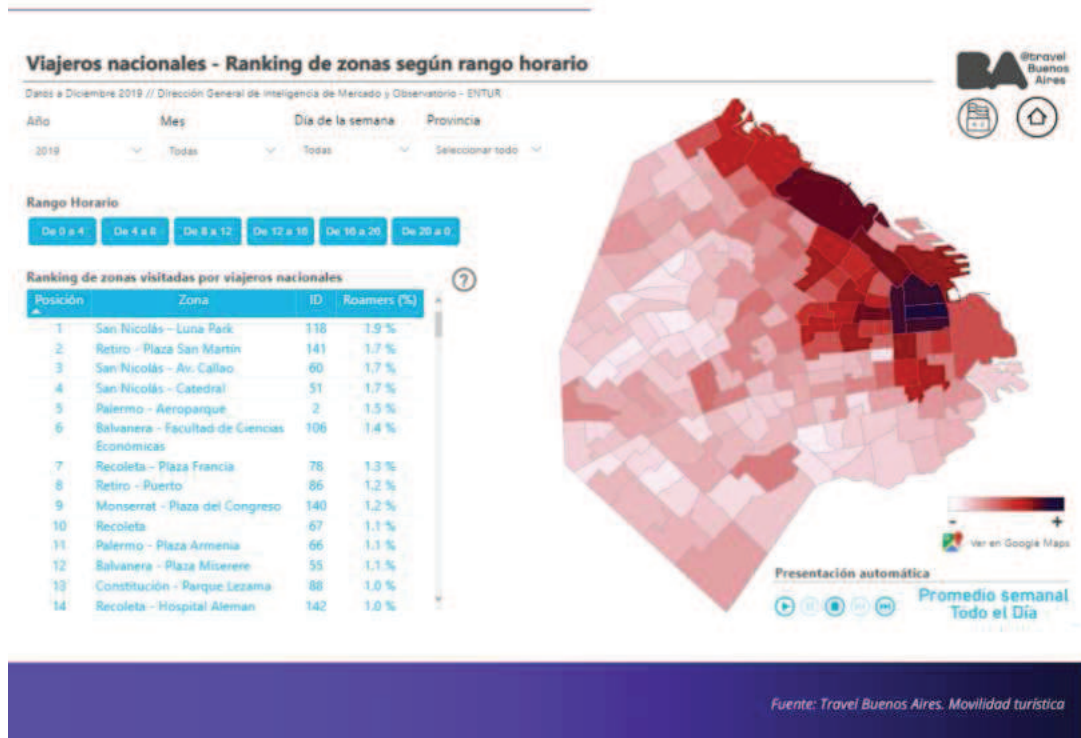 Viajeros nacionales - Ranking de zonas según rango horario
@travel
Buenos
Aires
BA
Datos a Diciembre 2019 // Dirección General de Inteligencia de Mercado y Observatorio - ENTUR
Año Mes Día de la semana Provincia
2019 Todas Todas Seleccionar todo
Rango Horario
De 0 a 4 De 4 a 8 De 8 a 12 De 12 a 16 De 16 a 20 De 20 a 0
Ranking de zonas visitadas por viajeros nacionales ?
Posición Zona ID Roamers (%)
1 San Nicolás - Luna Park 118 1.9 %
2 Retiro - Plaza San Martín 141 1.7 %
3 San Nicolás - Av. Callao 60 1.7 %
4 San Nicolás - Catedral 51 1.7 %
5 Palermo - Aeroparque 2 1.5 %
6 Balvanera - Facultad de Ciencias 106 1.4 %
Económicas
7 Recoleta - Plaza Francia 78 1.3 %
8 Retiro - Puerto 86 1.2 %
9 Monserrat - Plaza del Congreso 140 1.2 %
10 Recoleta 67 1.1 %
11 Palermo - Plaza Armenia 66 1.1 %
12 Balvanera - Plaza Miserere 55 1.1 %
13 Constitución - Parque Lezama 88 1.0 %
14 Recoleta - Hospital Aleman 142 1.0 %
- +
Ver en Google Maps
Presentación automática
Promedio semanal
Todo el Día
Fuente: Travel Buenos Aires. Movilidad turística